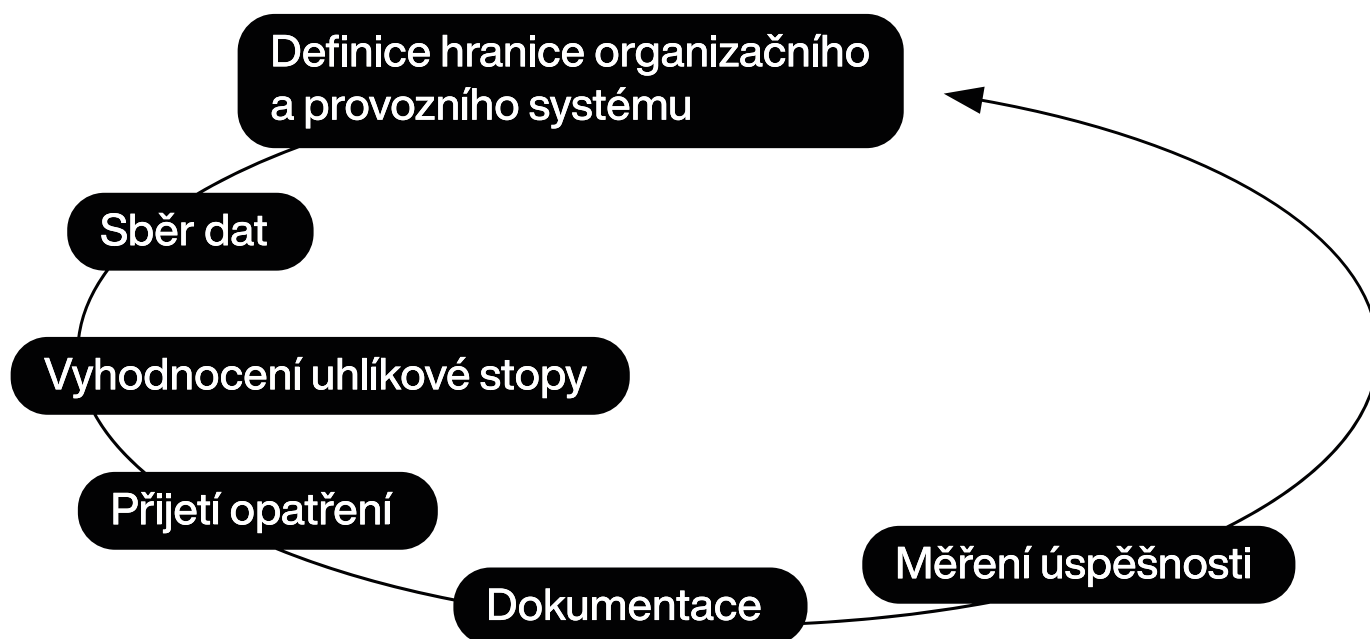 Definice hranice organizačního
a provozního systému
Sběr dat
Vyhodnocení uhlíkové stopy
Přijetí opatření
Dokumentace
Měření úspěšnosti